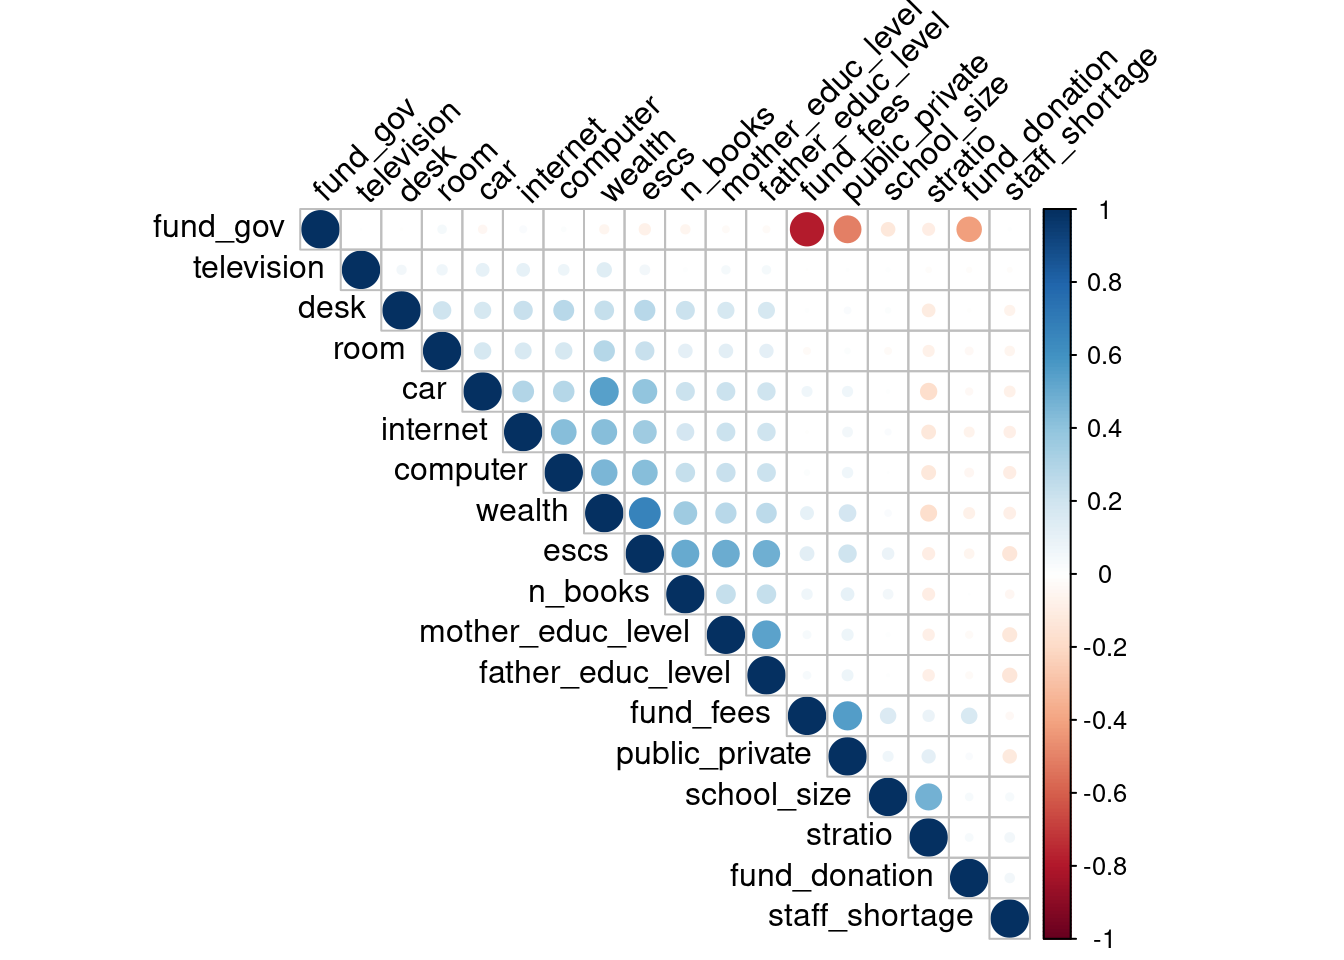 fund_gov
television
desk
room
car
internet
computer
wealth
escs
n_books
mother_educ_level
father_educ_level
fund_fees
public_private
school_size
stratio
fund_donation
staff_shortage
fund_gov
television
desk
room
car
internet
computer
wealth
escs
n_books
mother_educ_level
father_educ_level
fund_fees
public_private
school_size
stratio
fund_donation
staff_shortage
1
0.8
0.6
0.4
0.2
0
-0.2
-0.4
-0.6
-0.8
-1